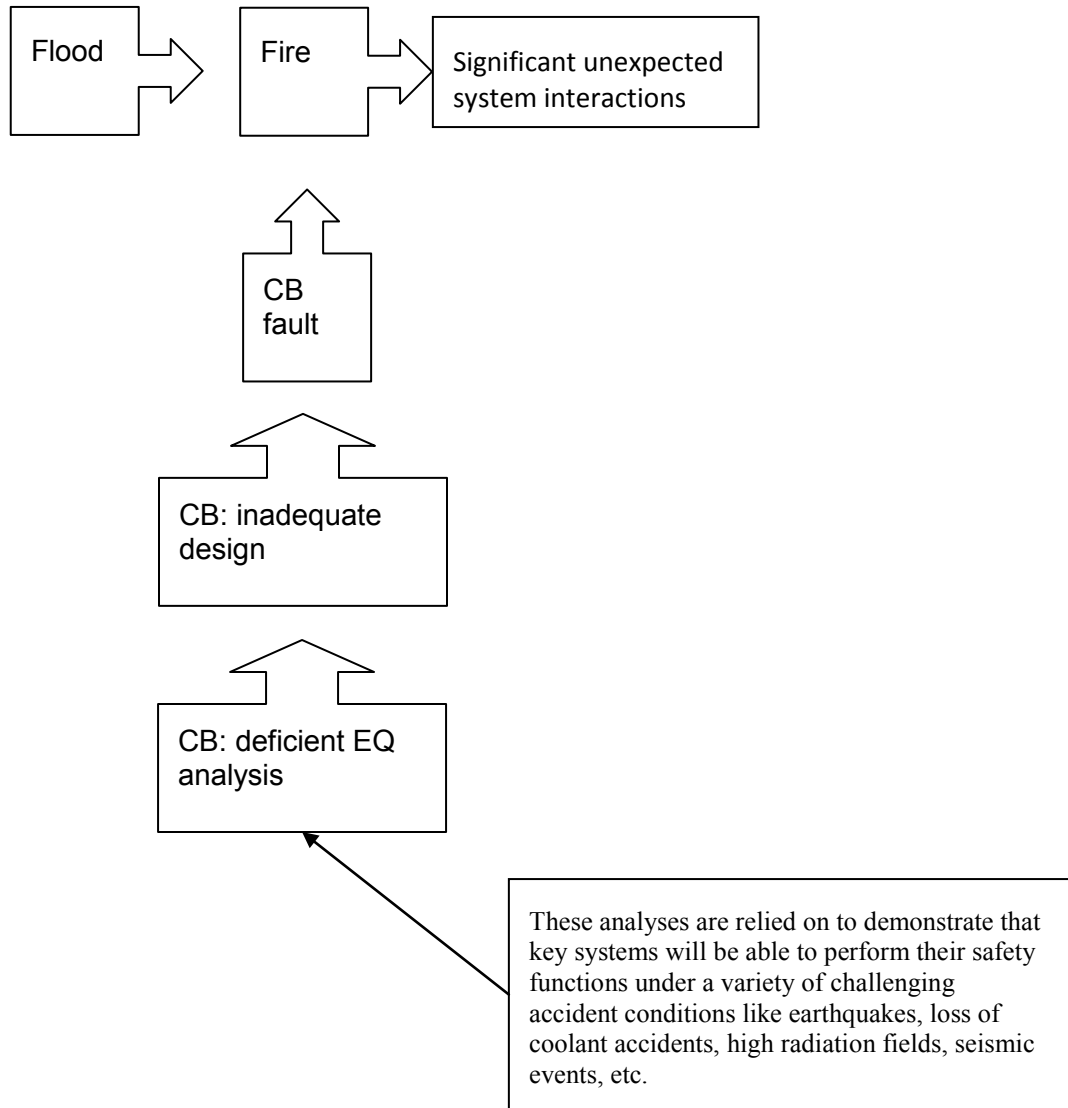 Flood
Fire
Significant unexpected
system interactions
CB
fault
CB: inadequate
design
CB: deficient EQ
analysis
These analyses are relied on to demonstrate that
key systems will be able to perform their safety
functions under a variety of challenging
accident conditions like earthquakes, loss of
coolant accidents, high radiation fields, seismic
events, etc.